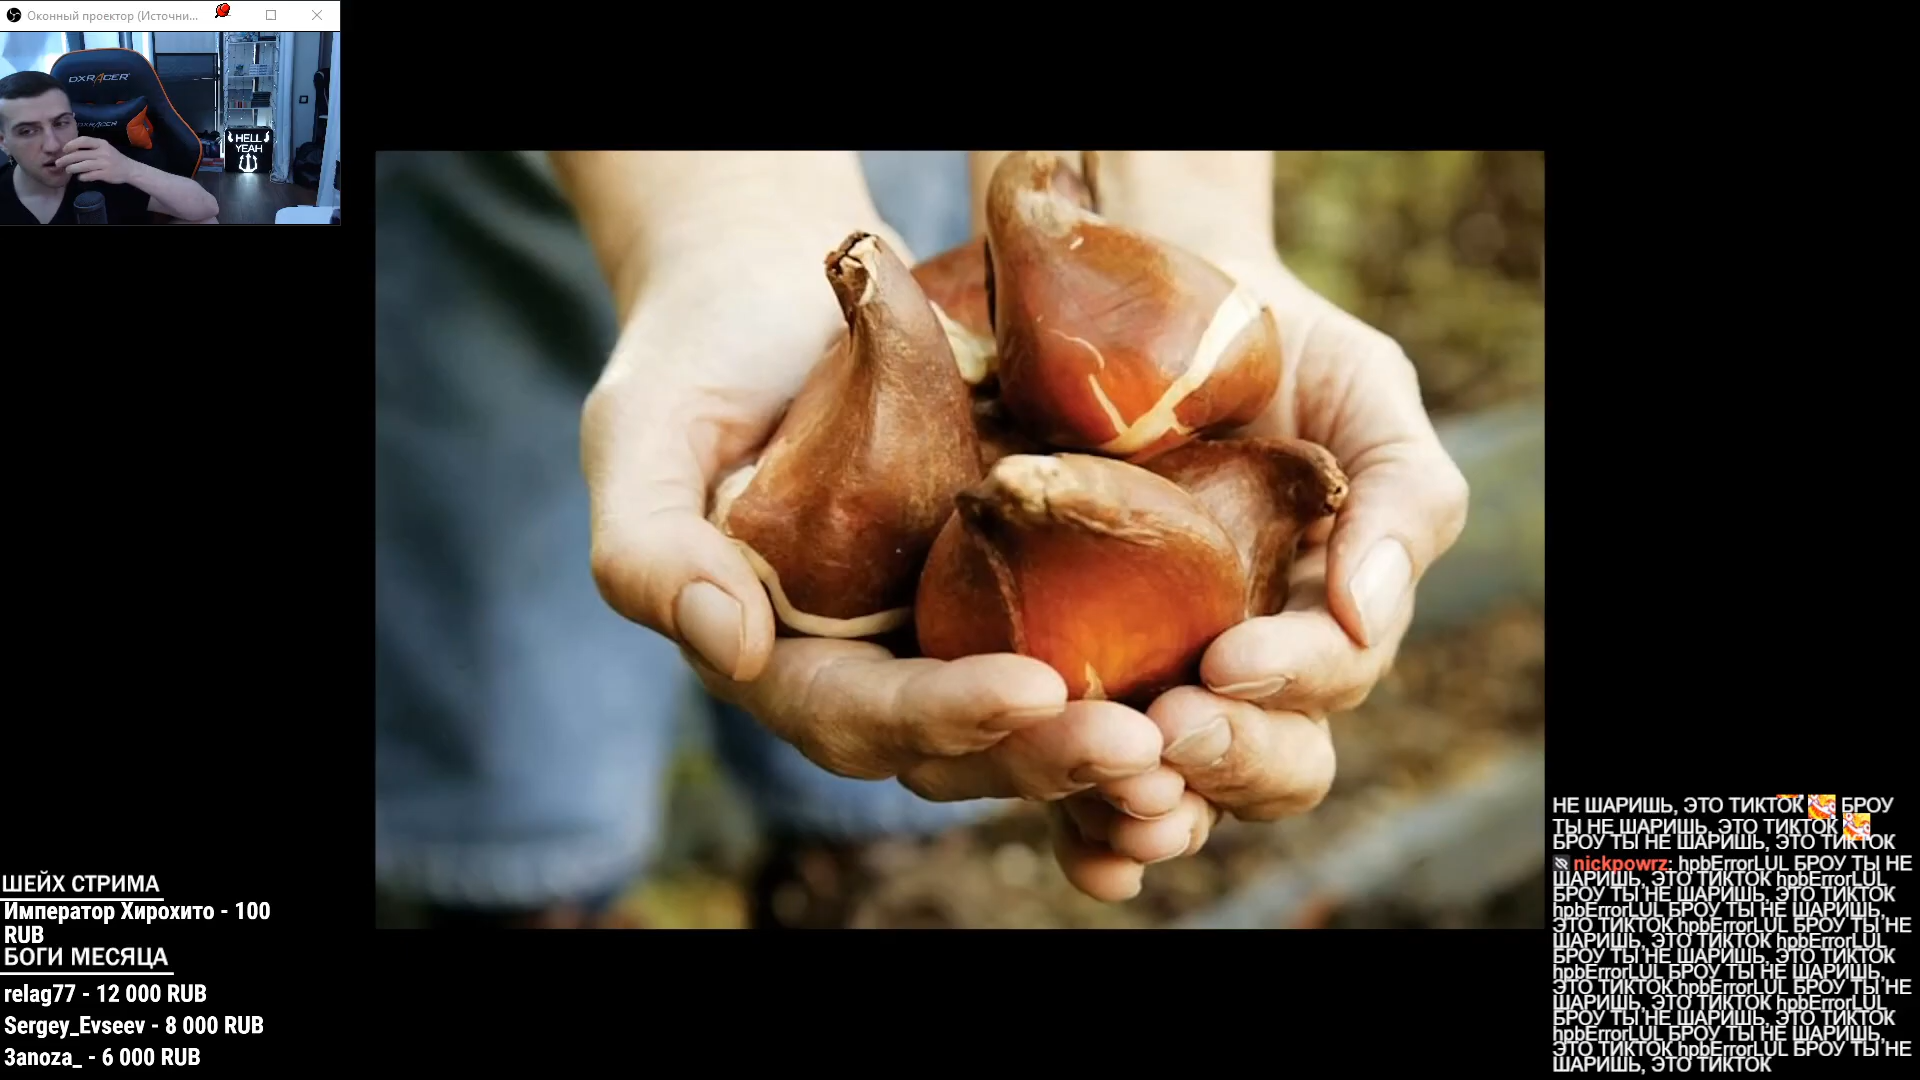 Оконный проектор (Источни...
DXRACER
DXRACER
HELL
YEAH
ШЕЙХ СТРИМА
Император Хирохито - 100
RUB
БОГИ МЕСЯЦА
relag77 - 12 000 RUB
Sergey_Evseev - 8 000 RUB
3anoza_ - 6 000 RUB
НЕ ШАРИШЬ, ЭТО ТИКТОК БРОУ
ТЫ НЕ ШАРИШЬ, ЭТО ТИКТОК
БРОУ ТЫ НЕ ШАРИШЬ, ЭТО ТИКТОК
nickpowrz: hpbErrorLUL БРОУ ТЫ НЕ
ШАРИШЬ, ЭТО ТИКТОК hpbErrorLUL
БРОУ ТЫ НЕ ШАРИШЬ, ЭТО ТИКТОК
hpbErrorLUL БРОУ ТЫ НЕ ШАРИШЬ,
ЭТО ТИКТОК hpbErrorLUL БРОУ ТЫ НЕ
ШАРИШЬ, ЭТО ТИКТОК hpbErrorLUL
БРОУ ТЫ НЕ ШАРИШЬ, ЭТО ТИКТОК
hpbErrorLUL БРОУ ТЫ НЕ ШАРИШЬ,
ЭТО ТИКТОК hpbErrorLUL БРОУ ТЫ НЕ
ШАРИШЬ, ЭТО ТИКТОК hpbErrorLUL
БРОУ ТЫ НЕ ШАРИШЬ, ЭТО ТИКТОК
hpbErrorLUL БРОУ ТЫ НЕ ШАРИШЬ,
ЭТО ТИКТОК hpbErrorLUL БРОУ ТЫ НЕ
ШАРИШЬ, ЭТО ТИКТОК